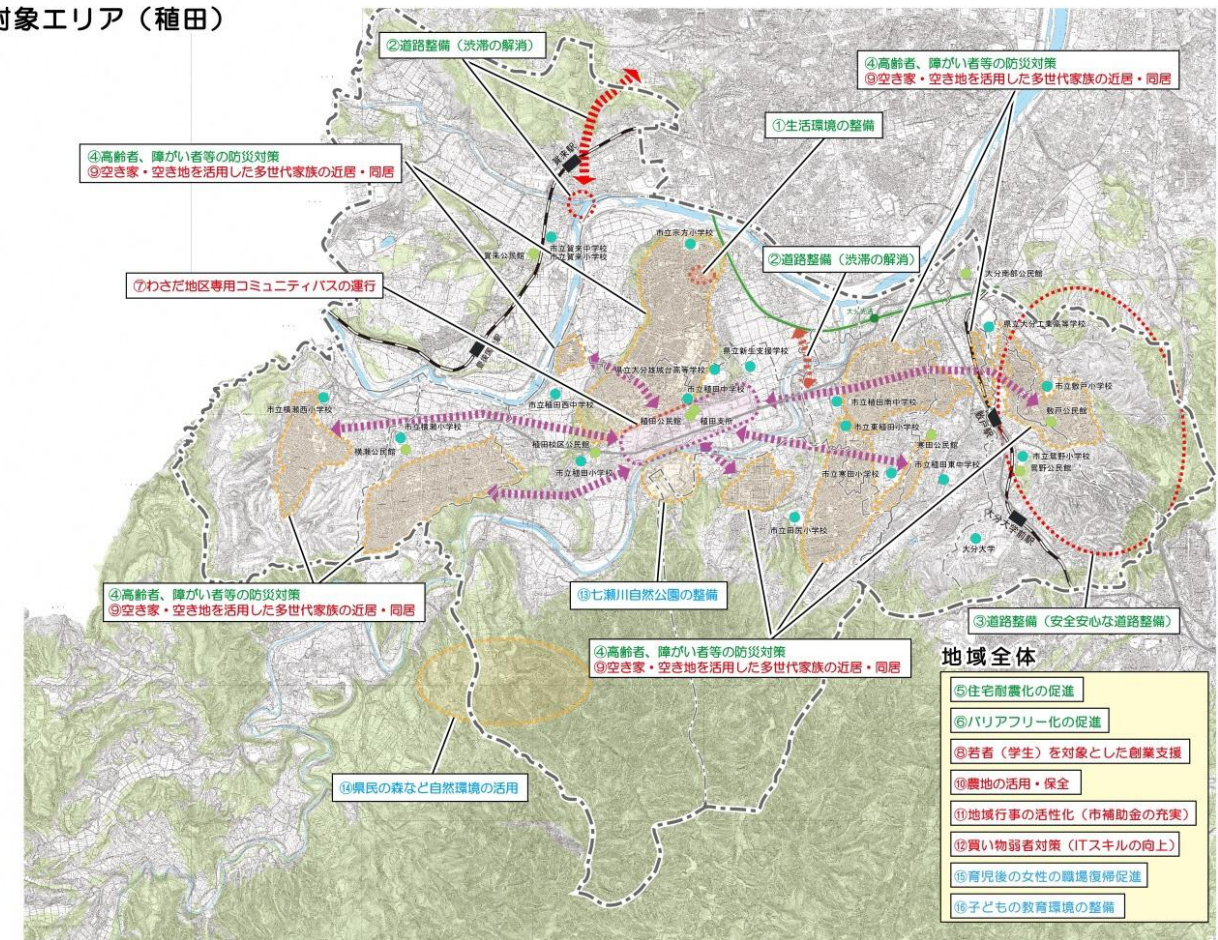 対象エリア（稙田）
②道路整備（渋滞の解消）
④高齢者、障がい者等の防災対策
⑨空き家・空き地を活用した多世代家族の近居・同居
①生活環境の整備
④高齢者、障がい者等の防災対策
⑨空き家・空き地を活用した多世代家族の近居・同居
賀来駅
市立宗方小学校
市立賀来中学校
市立賀来小学校
賀来公民館
②道路整備（渋滞の解消）
大分南部公民館
⑦わさだ地区専用コミュニティバスの運行
県立大分工業高等学校
県立新生支援学校
県立大分雄城台高等学校
市立稙田中学校
市立敷戸小学校
敷戸公民館
市立横瀬西小学校
市立稙田西中学校
稙田公民館
稙田支所
市立稙田南中学校
敷戸駅
市立横瀬小学校
市立東稙田小学校
稙田校区公民館
寒田公民館
横瀬公民館
市立鴛野小学校
鴛野公民館
市立稙田小学校
市立寒田小学校
市立稙田東中学校
大分大学前駅
市立田尻小学校
大分大学
④高齢者、障がい者等の防災対策
⑨空き家・空き地を活用した多世代家族の近居・同居
⑬七瀬川自然公園の整備
③道路整備（安全安心な道路整備）
④高齢者、障がい者等の防災対策
⑨空き家・空き地を活用した多世代家族の近居・同居
⑭県民の森など自然環境の活用
地域全体
⑤住宅耐震化の促進
⑥バリアフリー化の促進
⑧若者（学生）を対象とした創業支援
⑩農地の活用・保全
⑪地域行事の活性化（市補助金の充実）
⑫買い物弱者対策（ITスキルの向上）
⑮育児後の女性の職場復帰促進
⑯子どもの教育環境の整備